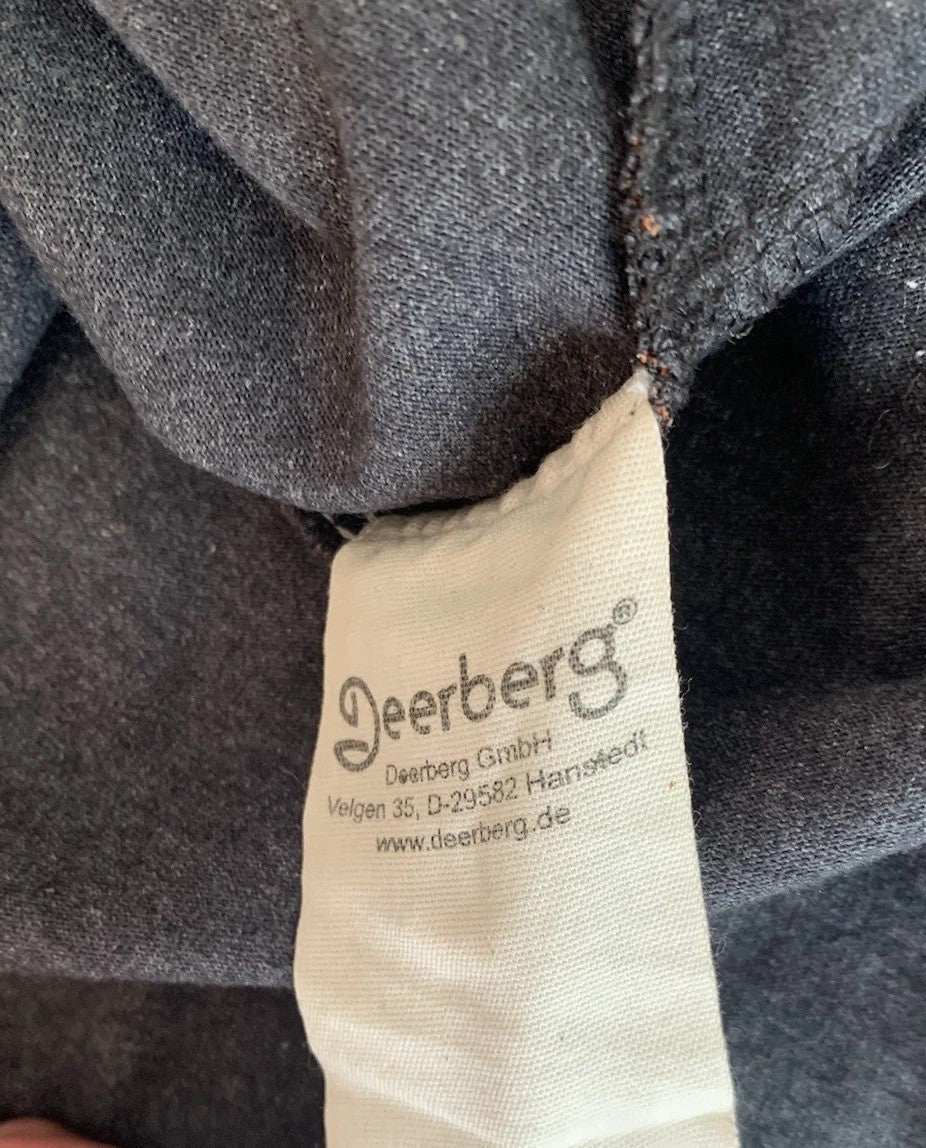 Deerberg®
Deerberg GmbH
Velgen 35, D-29582 Hanstedt
www.deerberg.de